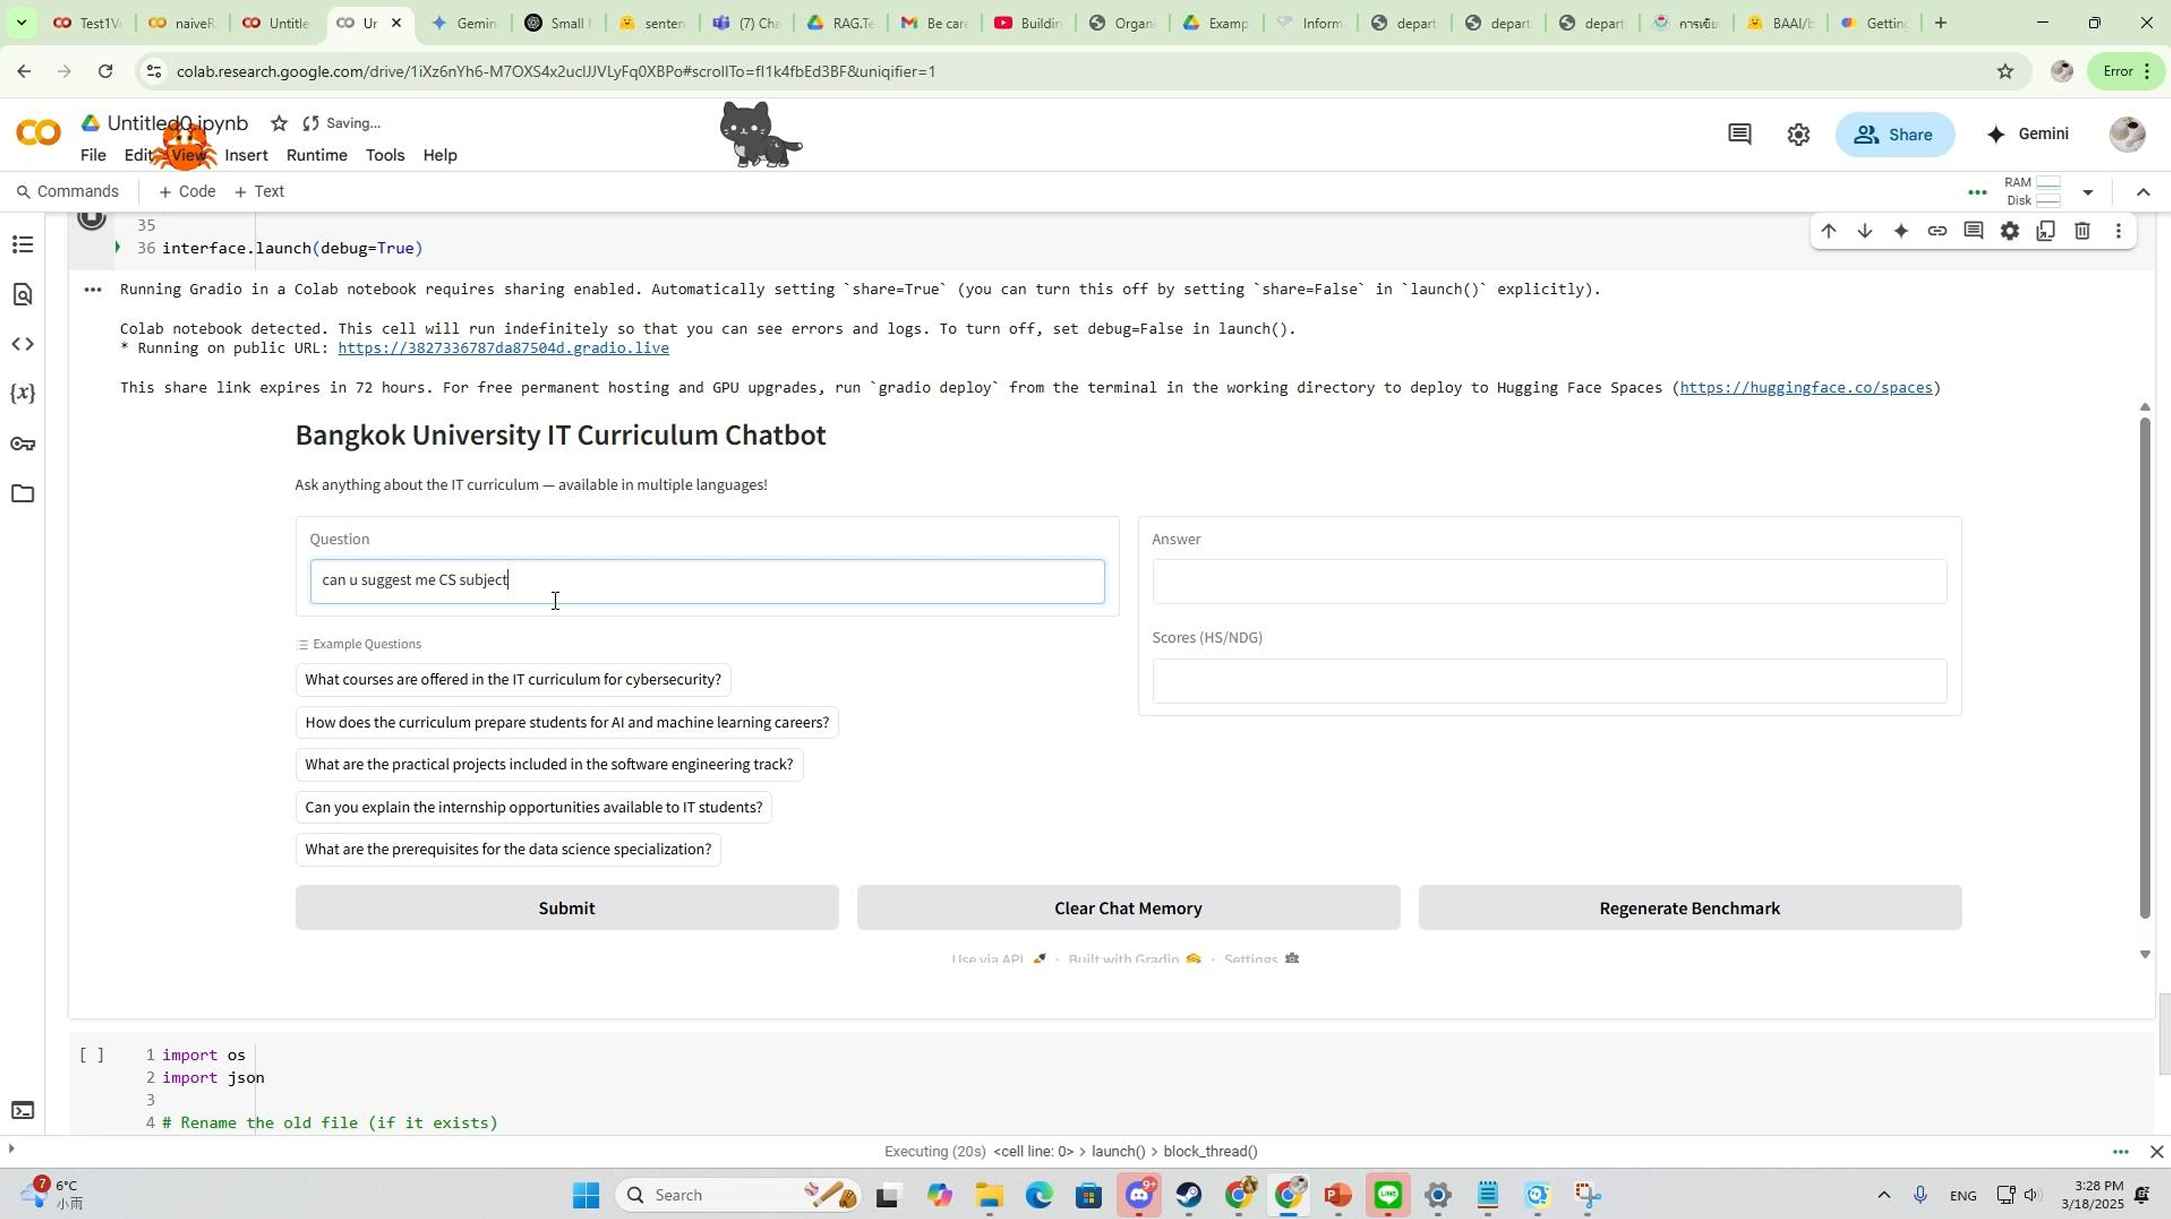 Test1V
naiveR
Untitle
Ur
Gemin
Small
senten
(7) Cha
RAG.Te
Be care
Buildin
Organi
Examp
Inform
depart
depart
depart
การเขีย
BAAI/b
Getting
colab.research.google.com/drive/1iXz6nYh6-M7OXS4x2uclJJVLyFq0XBPo#scrollTo=fI1k4fbEd3BF&uniqifier=1
Error
Untitled0.ipynb
Saving...
File Edit View Insert Runtime Tools Help
Share
Gemini
Commands
+ Code + Text
RAM
Disk
35
36 interface.launch(debug=True)
Running Gradio in a Colab notebook requires sharing enabled. Automatically setting `share=True` (you can turn this off by setting `share=False` in `launch()` explicitly).
Colab notebook detected. This cell will run indefinitely so that you can see errors and logs. To turn off, set debug=False in launch().
* Running on public URL: https://3827336787da87504d.gradio.live
This share link expires in 72 hours. For free permanent hosting and GPU upgrades, run `gradio deploy` from the terminal in the working directory to deploy to Hugging Face Spaces (https://huggingface.co/spaces)
Bangkok University IT Curriculum Chatbot
Ask anything about the IT curriculum — available in multiple languages!
Question
can u suggest me CS subject
Answer
Scores (HS/NDG)
Example Questions
What courses are offered in the IT curriculum for cybersecurity?
How does the curriculum prepare students for AI and machine learning careers?
What are the practical projects included in the software engineering track?
Can you explain the internship opportunities available to IT students?
What are the prerequisites for the data science specialization?
Submit
Clear Chat Memory
Regenerate Benchmark
Use via API · Built with Gradio · Settings
[ ] 1 import os
2 import json
3
4 # Rename the old file (if it exists)
Executing (20s) <cell line: 0> > launch() > block_thread()
7
6°C
小雨
Search
9+
LINE
ENG
3:28 PM
3/18/2025